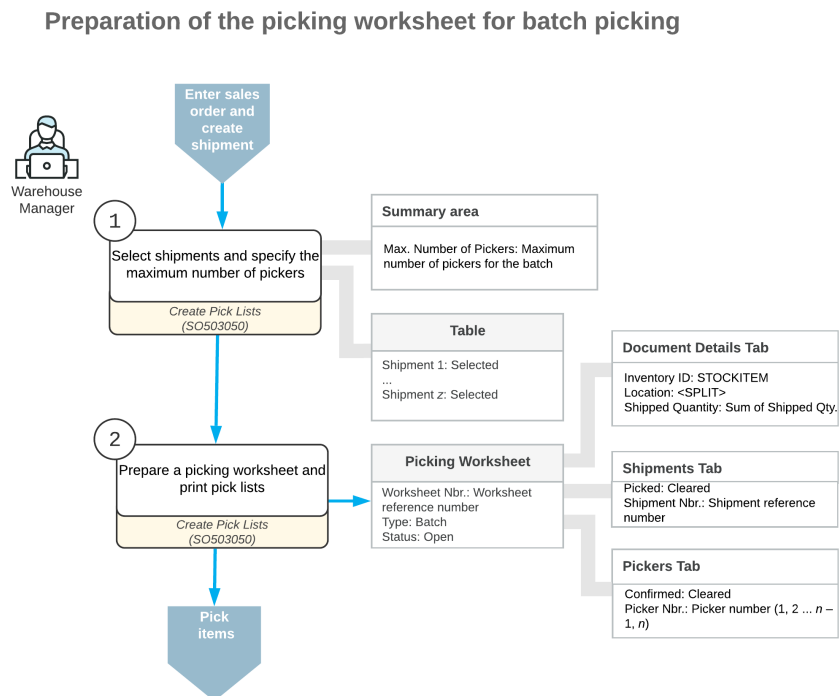 Preparation of the picking worksheet for batch picking
Enter sales
order and
create
shipment
Warehouse
Manager
1
Select shipments and specify the
maximum number of pickers
Create Pick Lists
(SO503050)
Summary area
Max. Number of Pickers: Maximum
number of pickers for the batch
Table
Shipment 1: Selected
...
Shipment z: Selected
2
Prepare a picking worksheet and
print pick lists
Create Pick Lists
(SO503050)
Picking Worksheet
Worksheet Nbr.: Worksheet
reference number
Type: Batch
Status: Open
Document Details Tab
Inventory ID: STOCKITEM
Location: <SPLIT>
Shipped Quantity: Sum of Shipped Qty.
Shipments Tab
Picked: Cleared
Shipment Nbr.: Shipment reference
number
Pickers Tab
Confirmed: Cleared
Picker Nbr.: Picker number (1, 2 ... n –
1, n)
Pick
items